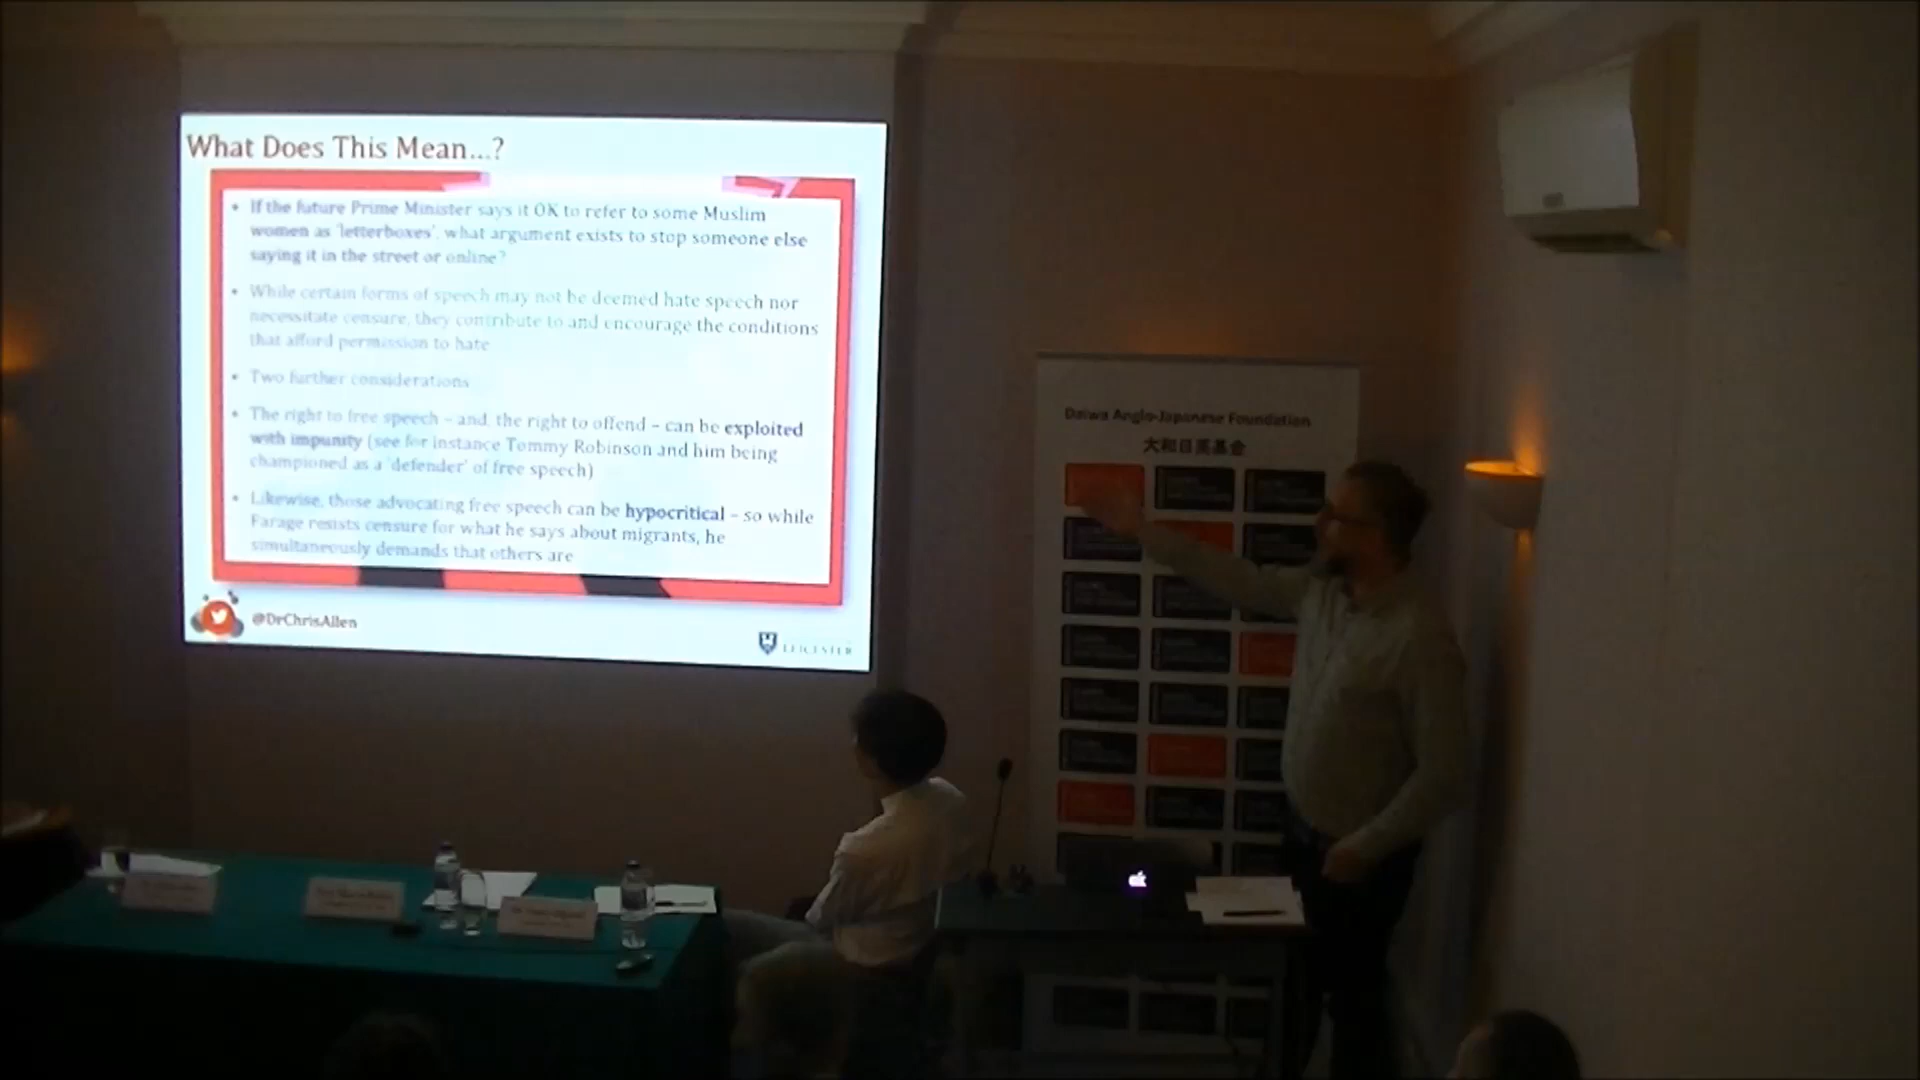 What Does This Mean...?
• If the future Prime Minister says it OK to refer to some Muslim
women as 'letterboxes', what argument exists to stop someone else
saying it in the street or online?
• While certain forms of speech may not be deemed hate speech nor
necessitate censure, they contribute to and encourage the conditions
that afford permission to hate
• Two further considerations
• The right to free speech – and, the right to offend – can be exploited
with impunity (see for instance Tommy Robinson and him being
championed as a 'defender' of free speech)
• Likewise, those advocating free speech can be hypocritical – so while
Farage resists censure for what he says about migrants, he
simultaneously demands that others are
@DrChrisAllen
LEICESTER
Daiwa Anglo-Japanese Foundation
大和日英基金